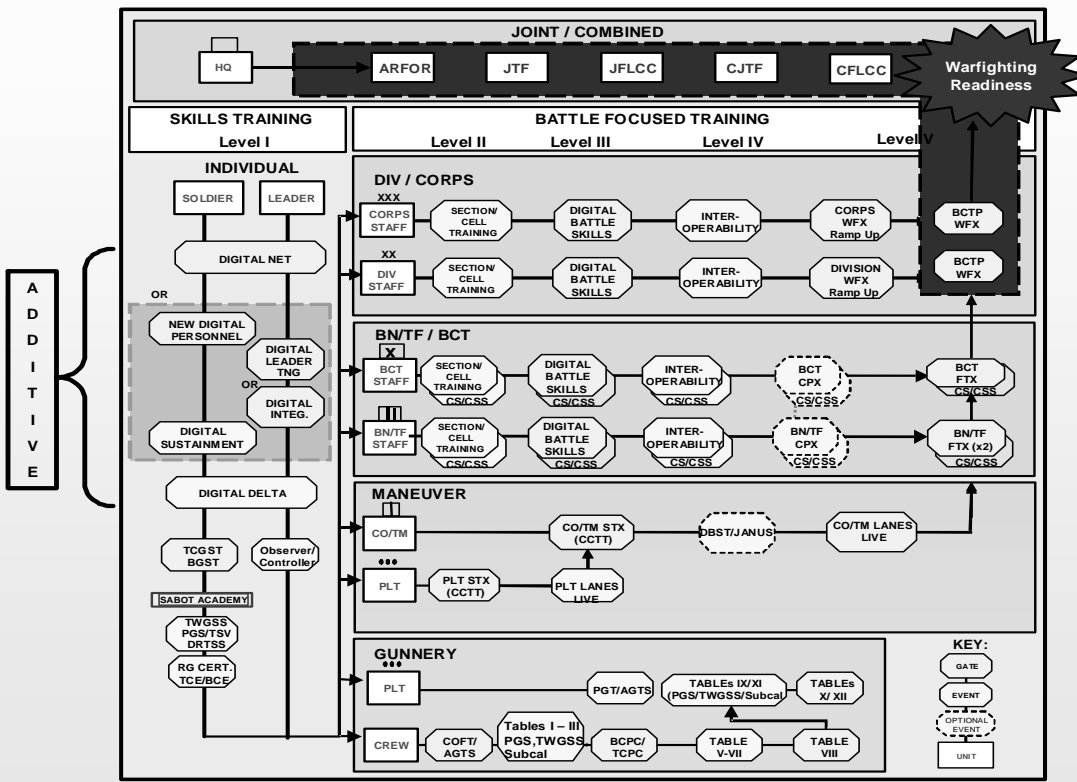 JOINT / COMBINED
HQ
ARFOR
JTF
JFLCC
CJTF
CFLCC
Warfighting
Readiness
SKILLS TRAINING
Level I
BATTLE FOCUSED TRAINING
Level II
Level III
Level IV
Level V
INDIVIDUAL
SOLDIER
LEADER
DIGITAL NET
OR
NEW DIGITAL
PERSONNEL
DIGITAL
LEADER
TNG
OR
DIGITAL
INTEG.
DIGITAL
SUSTAINMENT
DIGITAL DELTA
TCGST
BGST
Observer/
Controller
SABOT ACADEMY
TWGSS
PGS/TSV
DRTSS
RG CERT.
TCE/BCE
A
D
D
I
T
I
V
E
DIV / CORPS
XXX
CORPS
STAFF
SECTION/
CELL
TRAINING
DIGITAL
BATTLE
SKILLS
INTER-
OPERABILITY
CORPS
WFX
Ramp Up
BCTP
WFX
XX
DIV
STAFF
SECTION/
CELL
TRAINING
DIGITAL
BATTLE
SKILLS
INTER-
OPERABILITY
DIVISION
WFX
Ramp Up
BCTP
WFX
BN/TF / BCT
X
BCT
STAFF
SECTION/
CELL
TRAINING
CS/CSS
DIGITAL
BATTLE
SKILLS
CS/CSS
INTER-
OPERABILITY
CS/CSS
BCT
CPX
CS/CSS
BCT
FTX
CS/CSS
BN/TF
STAFF
SECTION/
CELL
TRAINING
CS/CSS
DIGITAL
BATTLE
SKILLS
CS/CSS
INTER-
OPERABILITY
CS/CSS
BN/TF
CPX
CS/CSS
BN/TF
FTX (x2)
CS/CSS
MANEUVER
CO/TM
CO/TM STX
(CCTT)
DBST/JANUS
CO/TM LANES
LIVE
PLT
PLT STX
(CCTT)
PLT LANES
LIVE
GUNNERY
PLT
PGT/AGTS
TABLEs IX/XI
(PGS/TWGSS/Subcal
TABLES
X/ XII
CREW
COFT/
AGTS
Tables I – III
PGS,TWGSS
Subcal
BCPC/
TCPC
TABLE
V-VII
TABLE
VIII
KEY:
GATE
EVENT
OPTIONAL
EVENT
UNIT